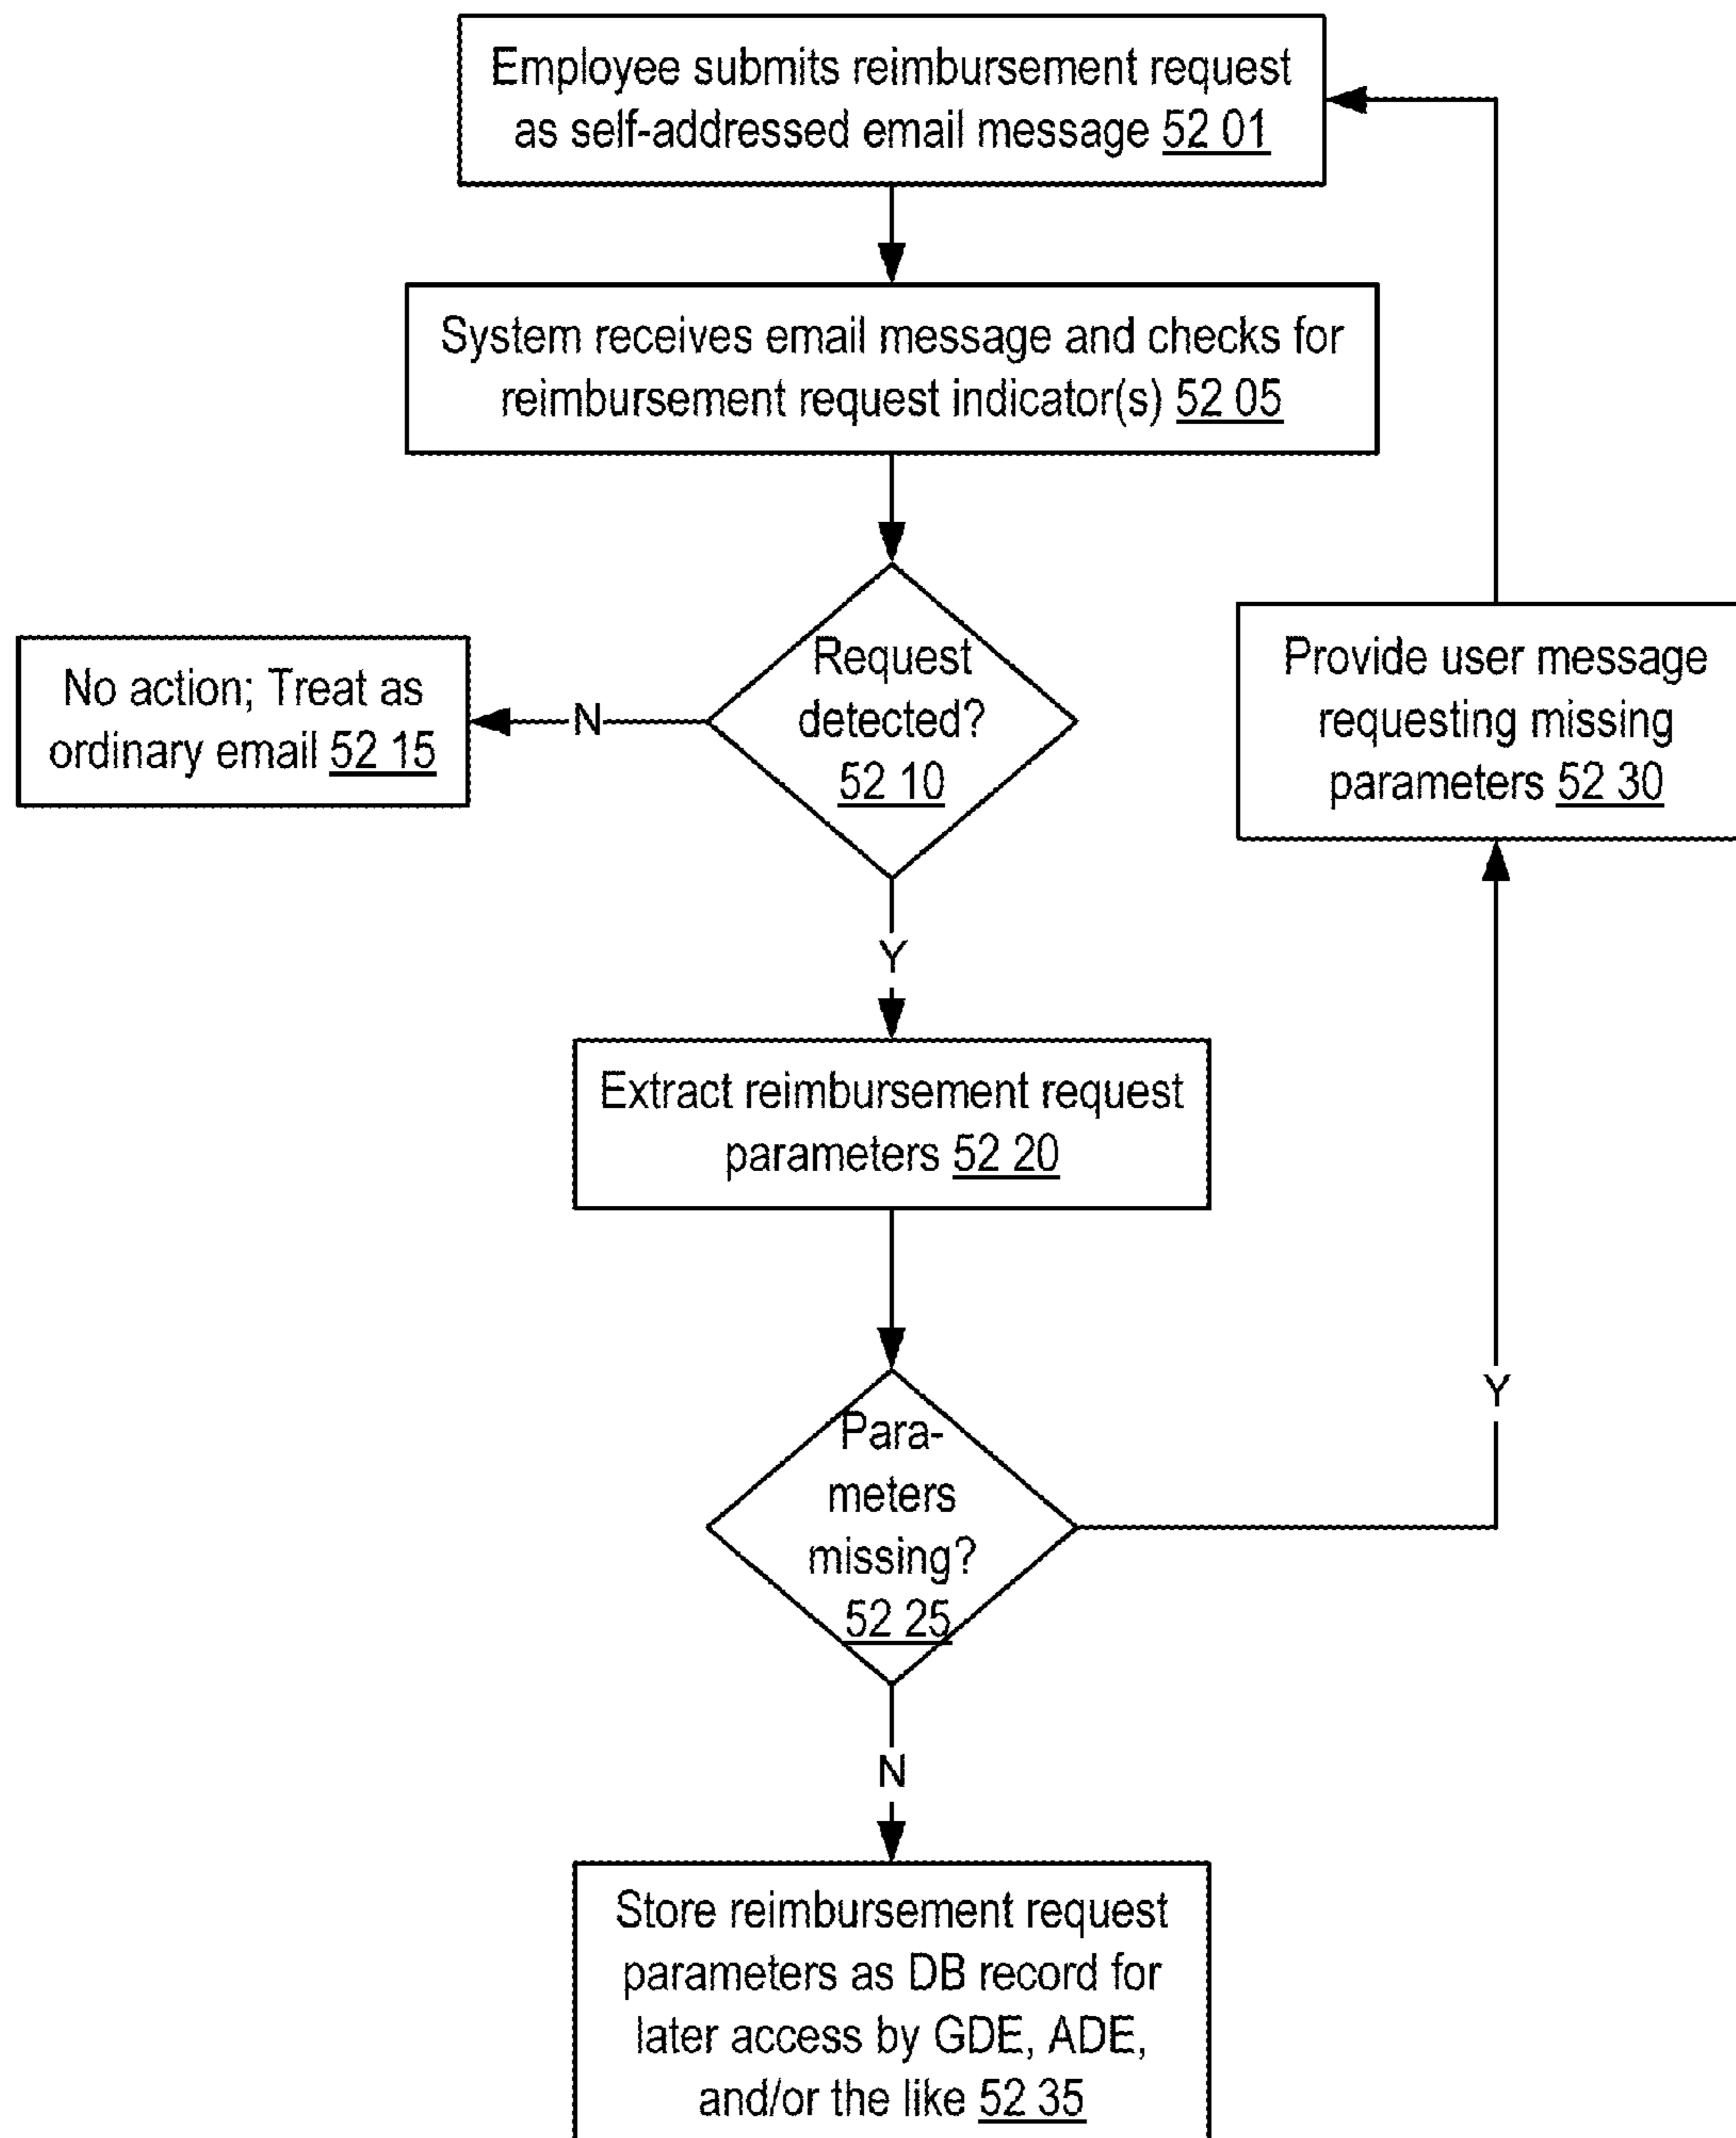 Employee submits reimbursement request
as self-addressed email message 52 01
System receives email message and checks for
reimbursement request indicator(s) 52 05
Request
detected?
52 10
N
No action; Treat as
ordinary email 52 15
Provide user message
requesting missing
parameters 52 30
Y
Extract reimbursement request
parameters 52 20
Para-
meters
missing?
52 25
Y
N
Store reimbursement request
parameters as DB record for
later access by GDE, ADE,
and/or the like 52 35